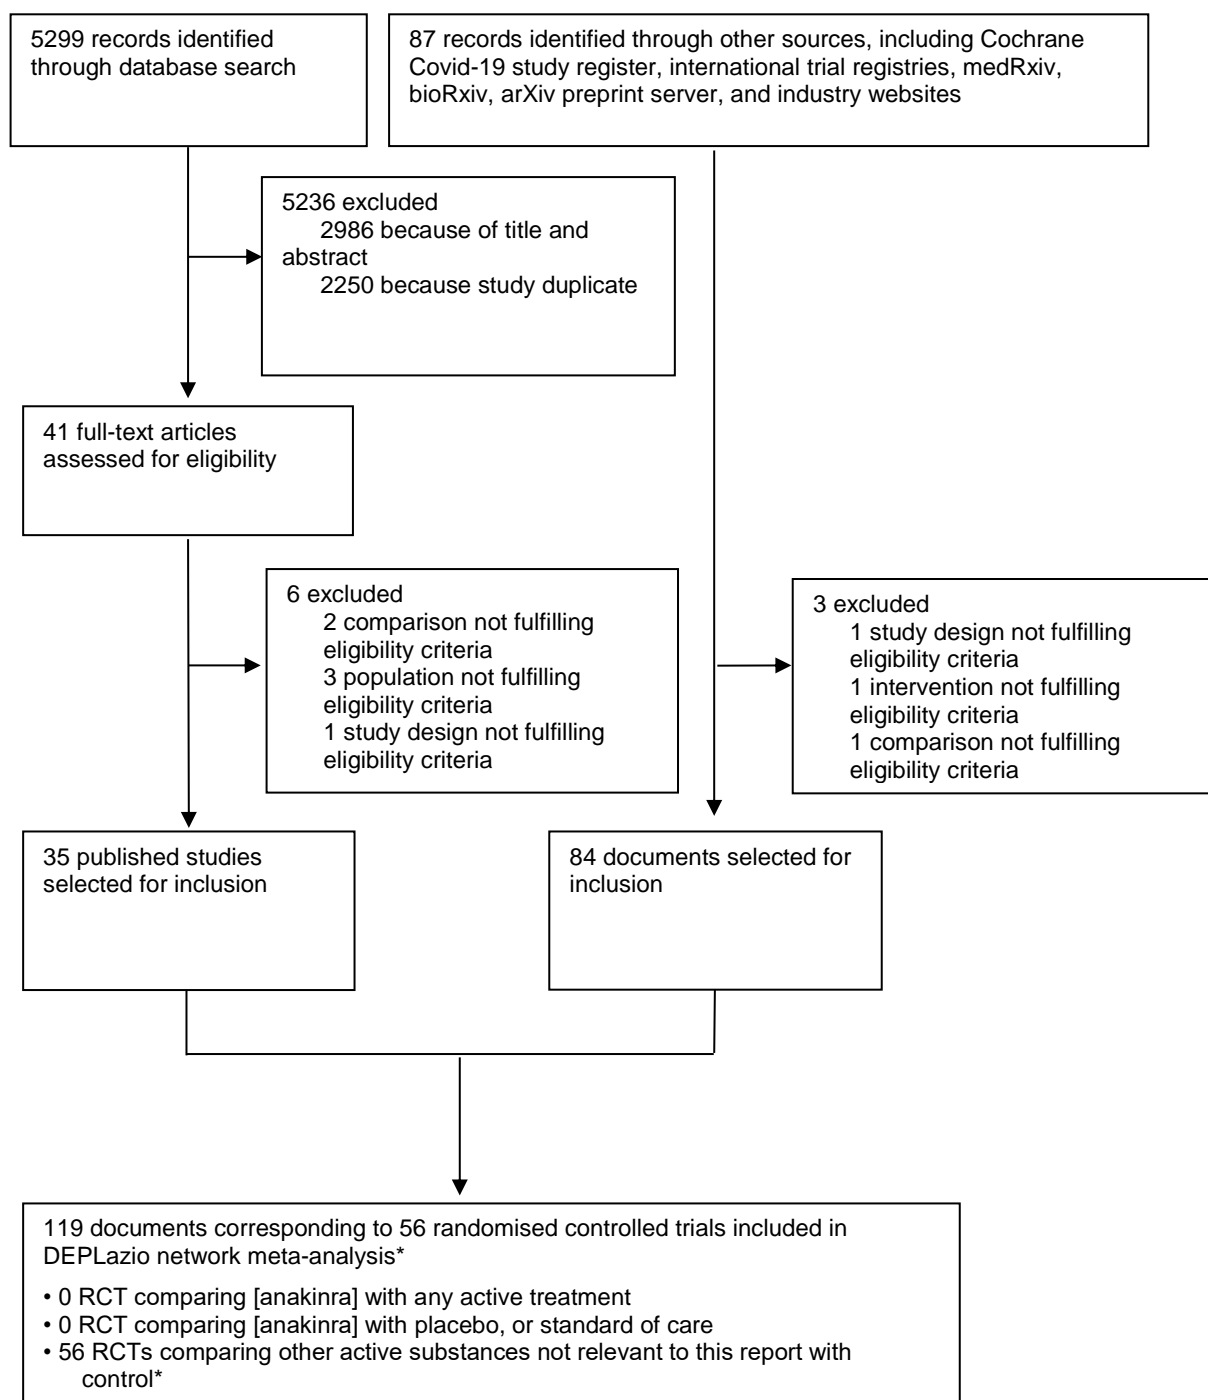 5299 records identified
through database search
87 records identified through other sources, including Cochrane
Covid-19 study register, international trial registries, medRxiv,
bioRxiv, arXiv preprint server, and industry websites
5236 excluded
2986 because of title and
abstract
2250 because study duplicate
41 full-text articles
assessed for eligibility
6 excluded
2 comparison not fulfilling
eligibility criteria
3 population not fulfilling
eligibility criteria
1 study design not fulfilling
eligibility criteria
3 excluded
1 study design not fulfilling
eligibility criteria
1 intervention not fulfilling
eligibility criteria
1 comparison not fulfilling
eligibility criteria
35 published studies
selected for inclusion
84 documents selected for
inclusion
119 documents corresponding to 56 randomised controlled trials included in
DEPLazio network meta-analysis*
• 0 RCT comparing [anakinra] with any active treatment
• 0 RCT comparing [anakinra] with placebo, or standard of care
• 56 RCTs comparing other active substances not relevant to this report with
control*